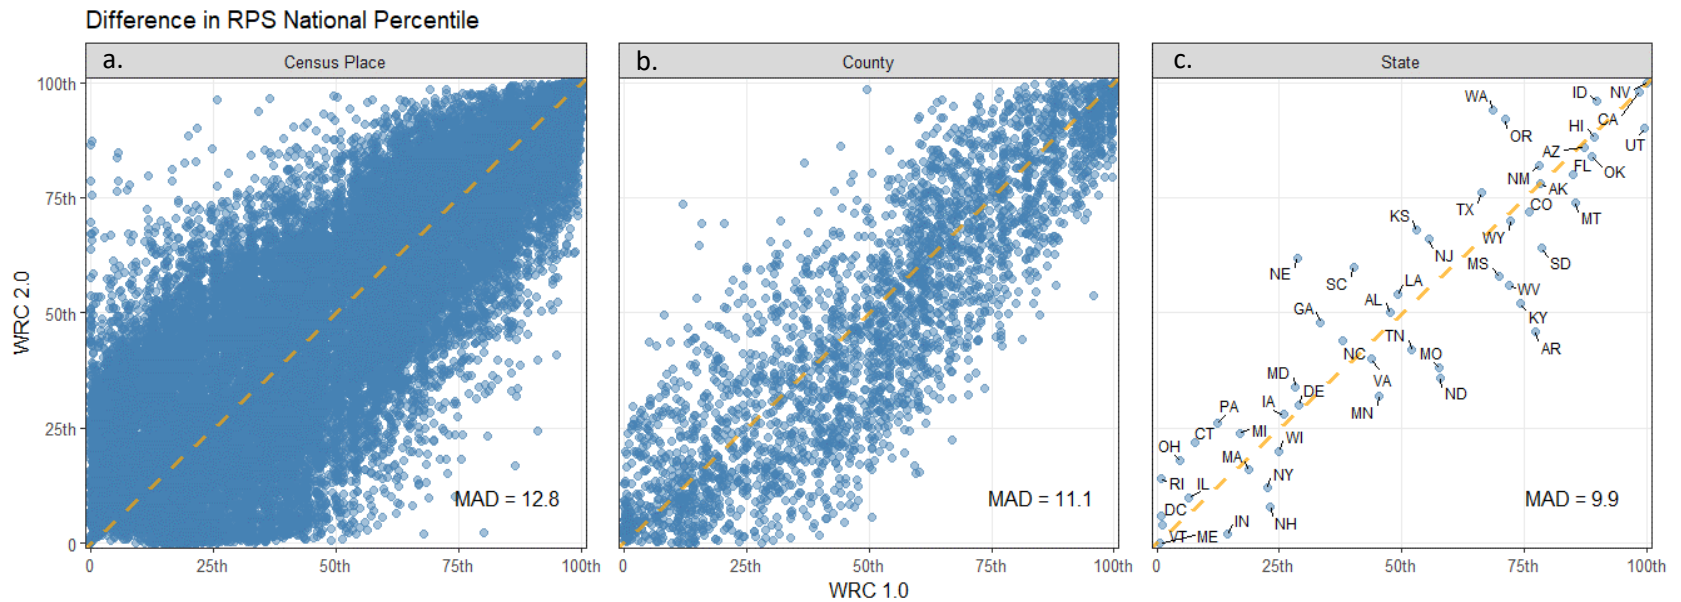 Difference in RPS National Percentile
a. Census Place
b. County
c. State
WRC 2.0
100th
75th
50th
25th
0
MAD = 12.8
0 25th 50th 75th 100th
MAD = 11.1
0 25th 50th 75th 100th
WA ID NV
CA
OR HI UT
AZ FL OK
NM AK
TX CO MT
KS WY
NJ MS SD
NE SC LA WV
GA AL KY
TN MO AR
NC
MD VA ND
IA DE MN
PA
CT MI WI
OH MA NY
RI IL
DC IN NH
VT ME
MAD = 9.9
0 25th 50th 75th 100th
WRC 1.0